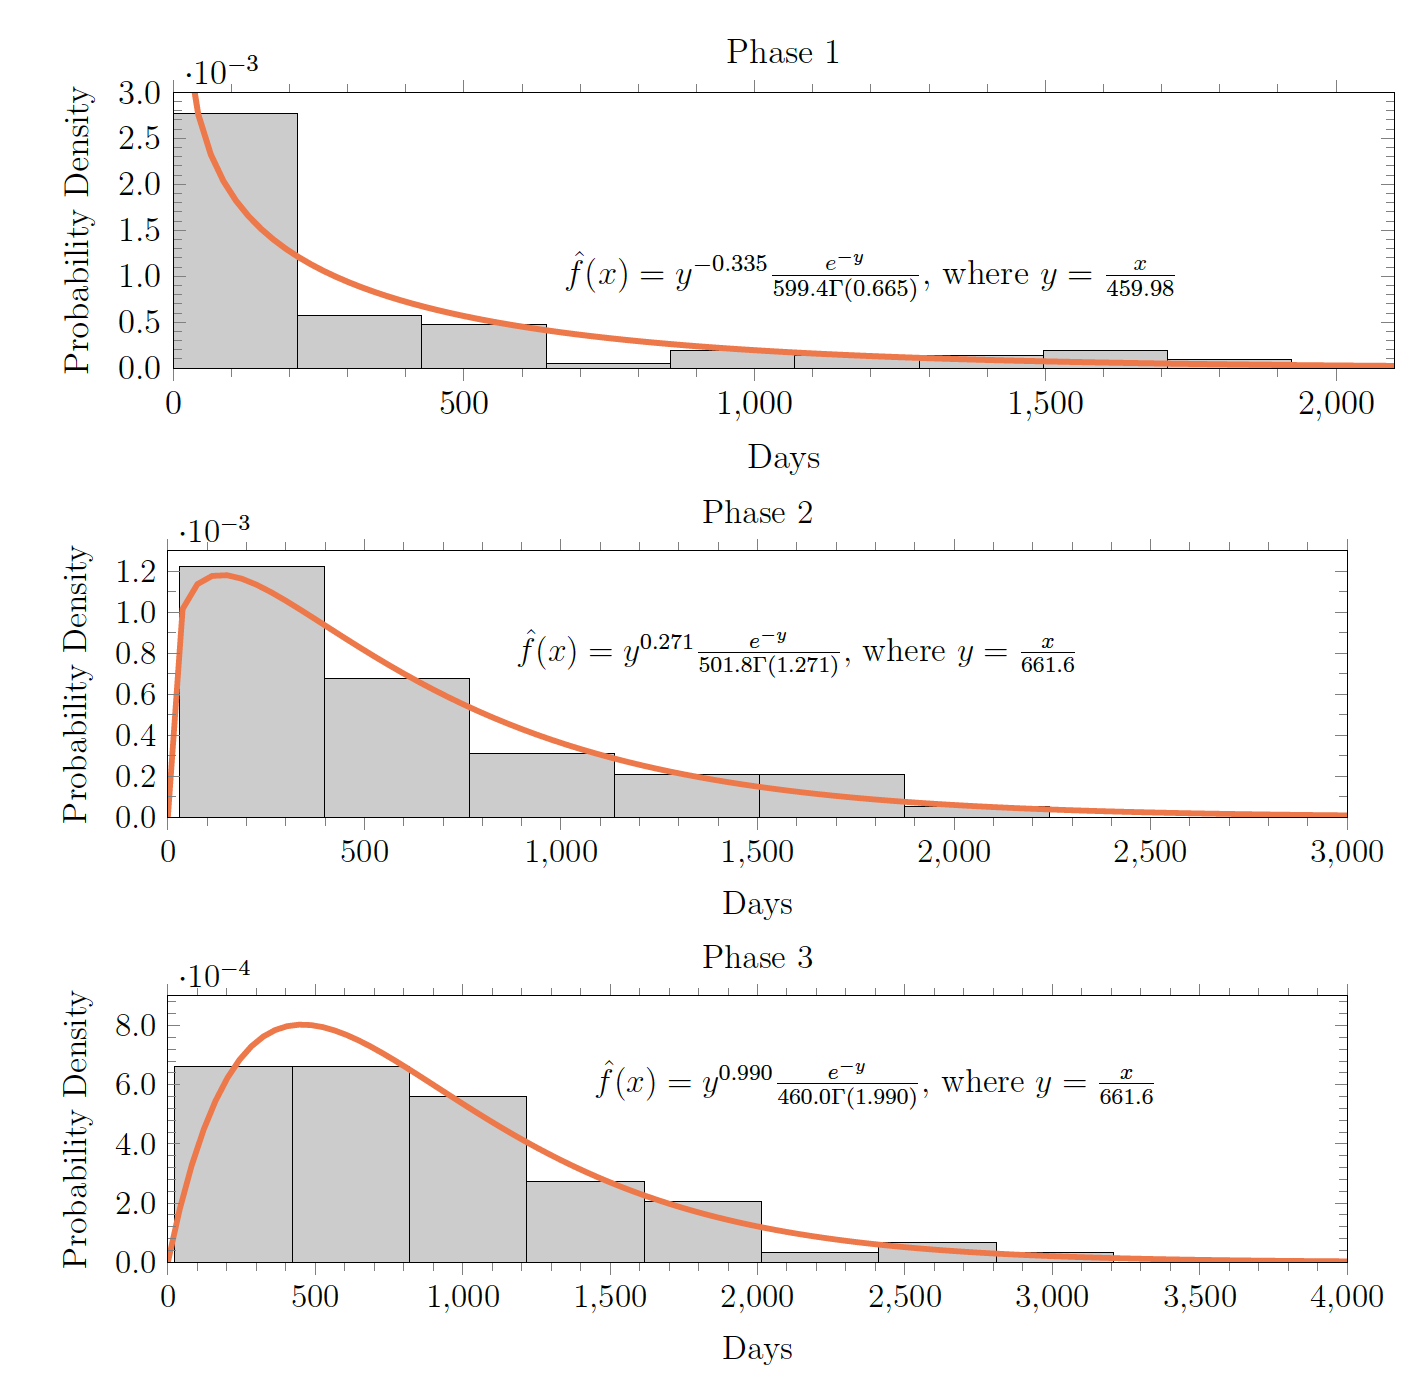 Phase 1
·10⁻³
Probability Density
3.0
2.5
2.0
1.5
1.0
0.5
0.0
f̂(x) = y^{−0.335} e^{−y}/599.4Γ(0.665), where y = x/459.98
0 500 1,000 1,500 2,000
Days
Phase 2
·10⁻³
Probability Density
1.2
1.0
0.8
0.6
0.4
0.2
0.0
f̂(x) = y^{0.271} e^{−y}/501.8Γ(1.271), where y = x/661.6
0 500 1,000 1,500 2,000 2,500 3,000
Days
Phase 3
·10⁻⁴
Probability Density
8.0
6.0
4.0
2.0
0.0
f̂(x) = y^{0.990} e^{−y}/460.0Γ(1.990), where y = x/661.6
0 500 1,000 1,500 2,000 2,500 3,000 3,500 4,000
Days